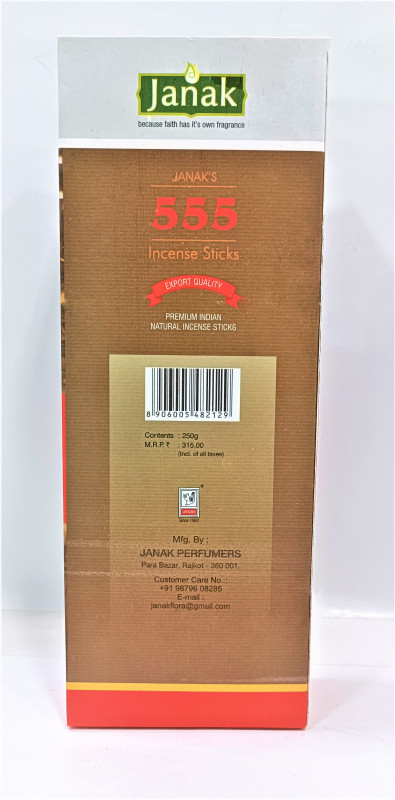 Janak
because faith has it's own fragrance
JANAK'S
555
Incense Sticks
EXPORT QUALITY
PREMIUM INDIAN
NATURAL INCENSE STICKS
8 906005 482129
Contents : 250g
M.R.P.₹ : 315.00
(Incl. of all taxes)
®
Since 1960
Mfg. By :
JANAK PERFUMERS
Para Bazar, Rajkot - 360 001.
Customer Care No.:
+91 98796 08285
E-mail :
janakflora@gmail.com